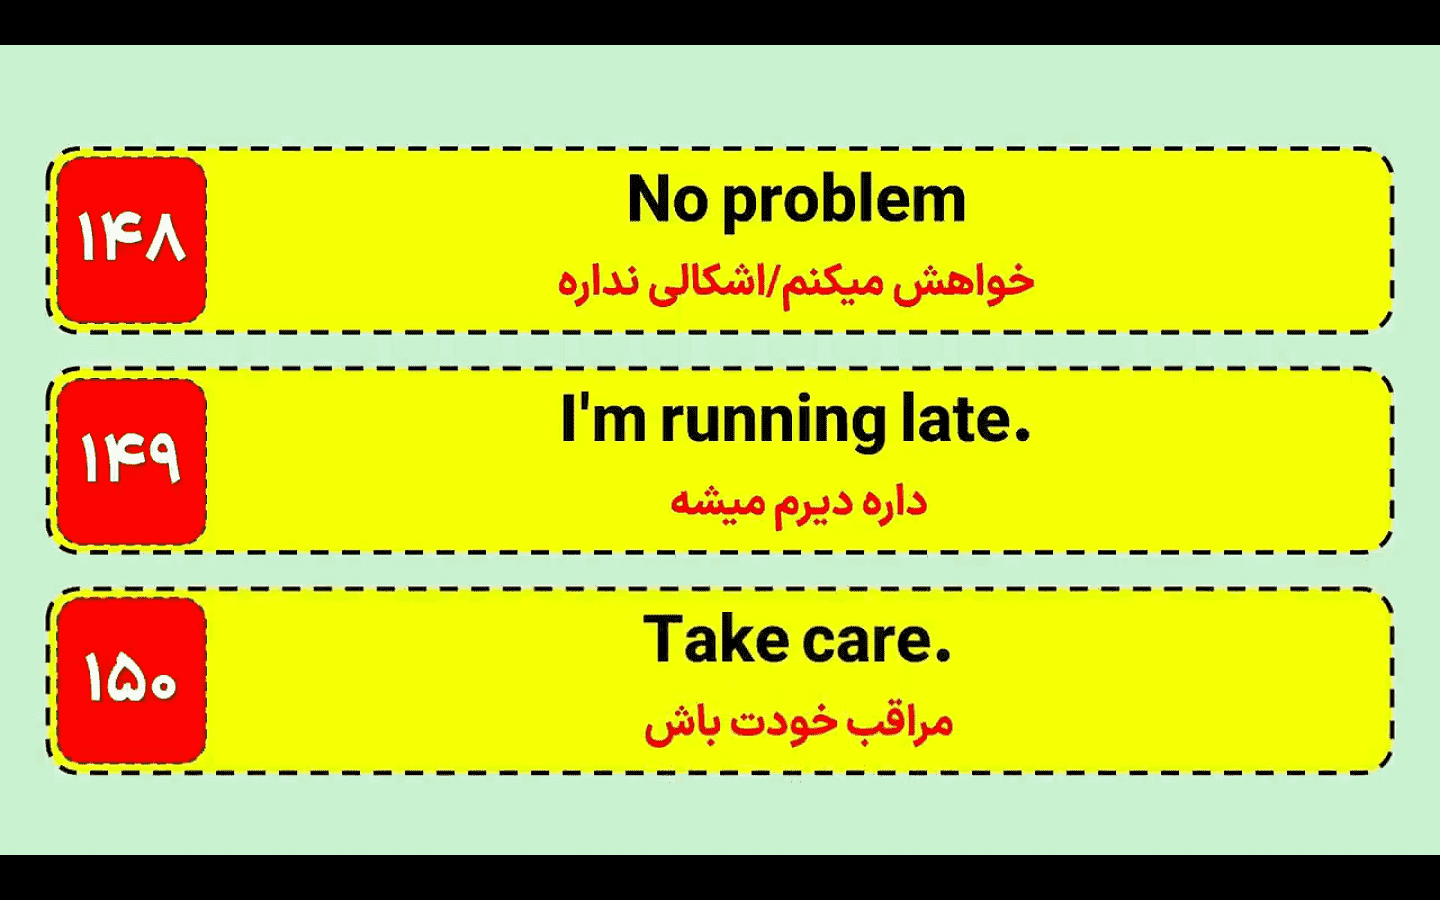 ۱۴۸
No problem
خواهش میکنم/اشکالی نداره
۱۴۹
I'm running late.
داره دیرم میشه
۱۵۰
Take care.
مراقب خودت باش